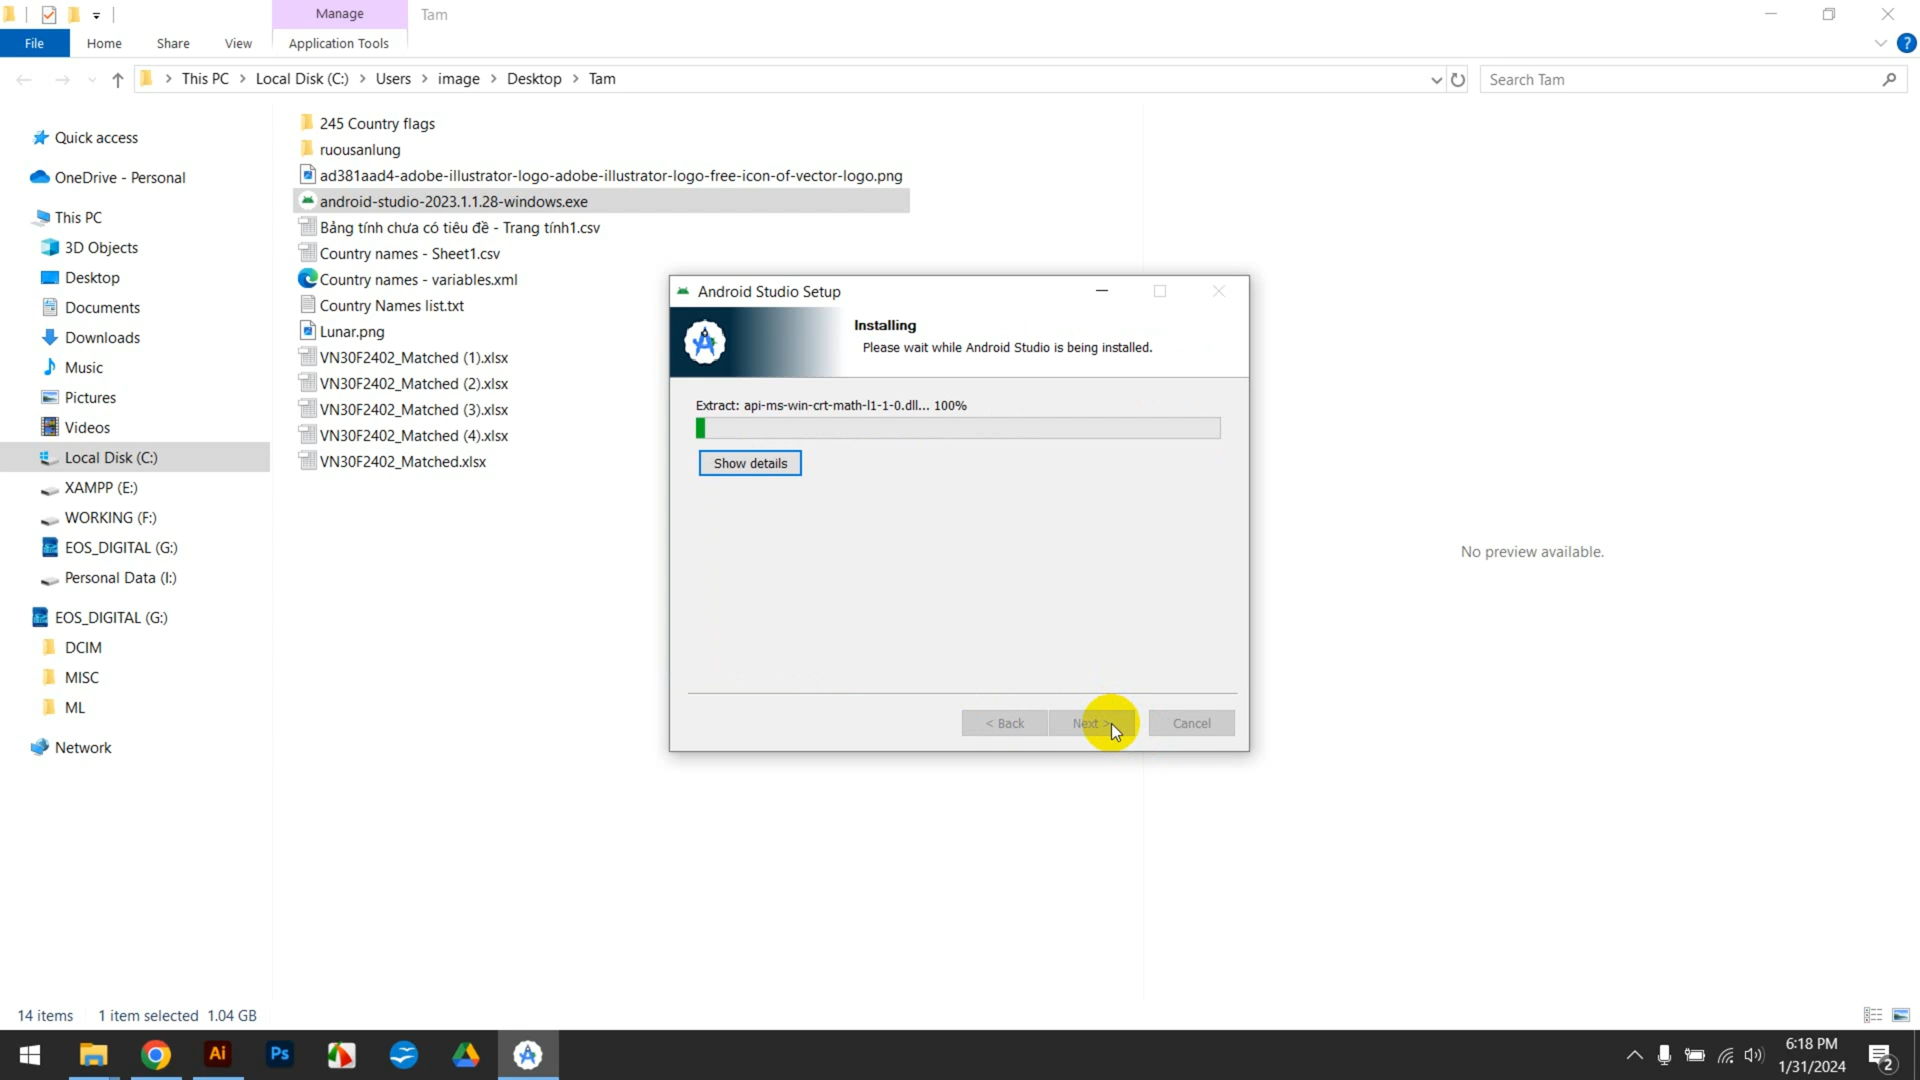 Manage
Tam
File
Home
Share
View
Application Tools
This PC
Local Disk (C:)
Users
image
Desktop
Tam
Search Tam
Quick access
OneDrive - Personal
This PC
3D Objects
Desktop
Documents
Downloads
Music
Pictures
Videos
Local Disk (C:)
XAMPP (E:)
WORKING (F:)
EOS_DIGITAL (G:)
Personal Data (I:)
EOS_DIGITAL (G:)
DCIM
MISC
ML
Network
245 Country flags
ruousanlung
ad381aad4-adobe-illustrator-logo-adobe-illustrator-logo-free-icon-of-vector-logo.png
android-studio-2023.1.1.28-windows.exe
Bảng tính chưa có tiêu đề - Trang tính1.csv
Country names - Sheet1.csv
Country names - variables.xml
Country Names list.txt
Lunar.png
VN30F2402_Matched (1).xlsx
VN30F2402_Matched (2).xlsx
VN30F2402_Matched (3).xlsx
VN30F2402_Matched (4).xlsx
VN30F2402_Matched.xlsx
Android Studio Setup
Installing
Please wait while Android Studio is being installed.
Extract: api-ms-win-crt-math-l1-1-0.dll... 100%
Show details
< Back
Next >
Cancel
No preview available.
14 items
1 item selected 1.04 GB
Ai
Ps
6:18 PM
1/31/2024
2